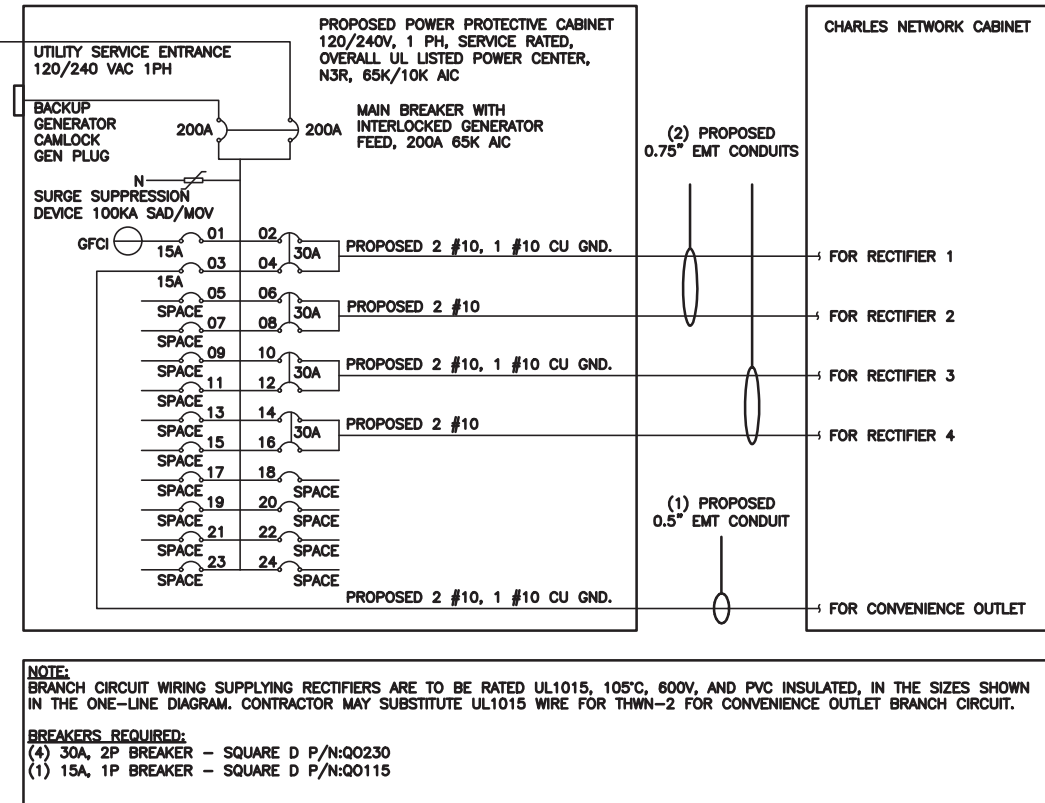 PROPOSED POWER PROTECTIVE CABINET
120/240V, 1 PH, SERVICE RATED,
OVERALL UL LISTED POWER CENTER,
N3R, 65K/10K AIC
CHARLES NETWORK CABINET
UTILITY SERVICE ENTRANCE
120/240 VAC 1PH
BACKUP
GENERATOR
CAMLOCK
GEN PLUG
200A
200A
MAIN BREAKER WITH
INTERLOCKED GENERATOR
FEED, 200A 65K AIC
(2) PROPOSED
0.75" EMT CONDUITS
N
SURGE SUPPRESSION
DEVICE 100KA SAD/MOV
GFCI
15A
01
02
30A
PROPOSED 2 #10, 1 #10 CU GND.
FOR RECTIFIER 1
15A
03
04
SPACE
05
06
30A
PROPOSED 2 #10
FOR RECTIFIER 2
SPACE
07
08
SPACE
09
10
30A
PROPOSED 2 #10, 1 #10 CU GND.
FOR RECTIFIER 3
SPACE
11
12
SPACE
13
14
30A
PROPOSED 2 #10
FOR RECTIFIER 4
SPACE
15
16
SPACE
17
18
SPACE
SPACE
19
20
SPACE
SPACE
21
22
SPACE
SPACE
23
24
SPACE
(1) PROPOSED
0.5" EMT CONDUIT
PROPOSED 2 #10, 1 #10 CU GND.
FOR CONVENIENCE OUTLET
NOTE:
BRANCH CIRCUIT WIRING SUPPLYING RECTIFIERS ARE TO BE RATED UL1015, 105°C, 600V, AND PVC INSULATED, IN THE SIZES SHOWN
IN THE ONE-LINE DIAGRAM. CONTRACTOR MAY SUBSTITUTE UL1015 WIRE FOR THWN-2 FOR CONVENIENCE OUTLET BRANCH CIRCUIT.
BREAKERS REQUIRED:
(4) 30A, 2P BREAKER - SQUARE D P/N:QO230
(1) 15A, 1P BREAKER - SQUARE D P/N:QO115